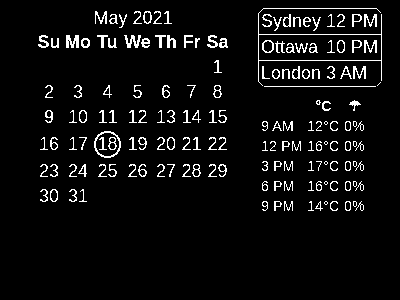 May 2021
Su Mo Tu We Th Fr Sa
1
2 3 4 5 6 7 8
9 10 11 12 13 14 15
16 17 18 19 20 21 22
23 24 25 26 27 28 29
30 31
Sydney 12 PM
Ottawa 10 PM
London 3 AM
°C ☂
9 AM 12°C 0%
12 PM 16°C 0%
3 PM 17°C 0%
6 PM 16°C 0%
9 PM 14°C 0%